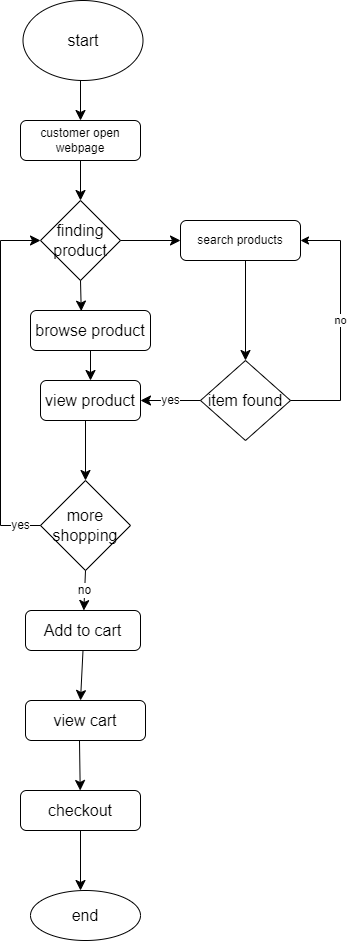 start
customer open
webpage
finding
product
search products
no
browse product
view product
yes
item found
more
shopping
yes
no
Add to cart
view cart
checkout
end